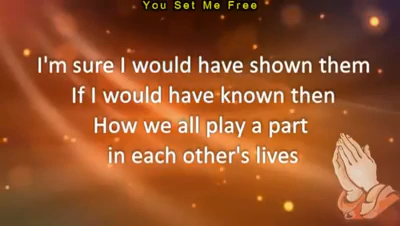 You Set Me Free
I'm sure I would have shown them
If I would have known then
How we all play a part
in each other's lives